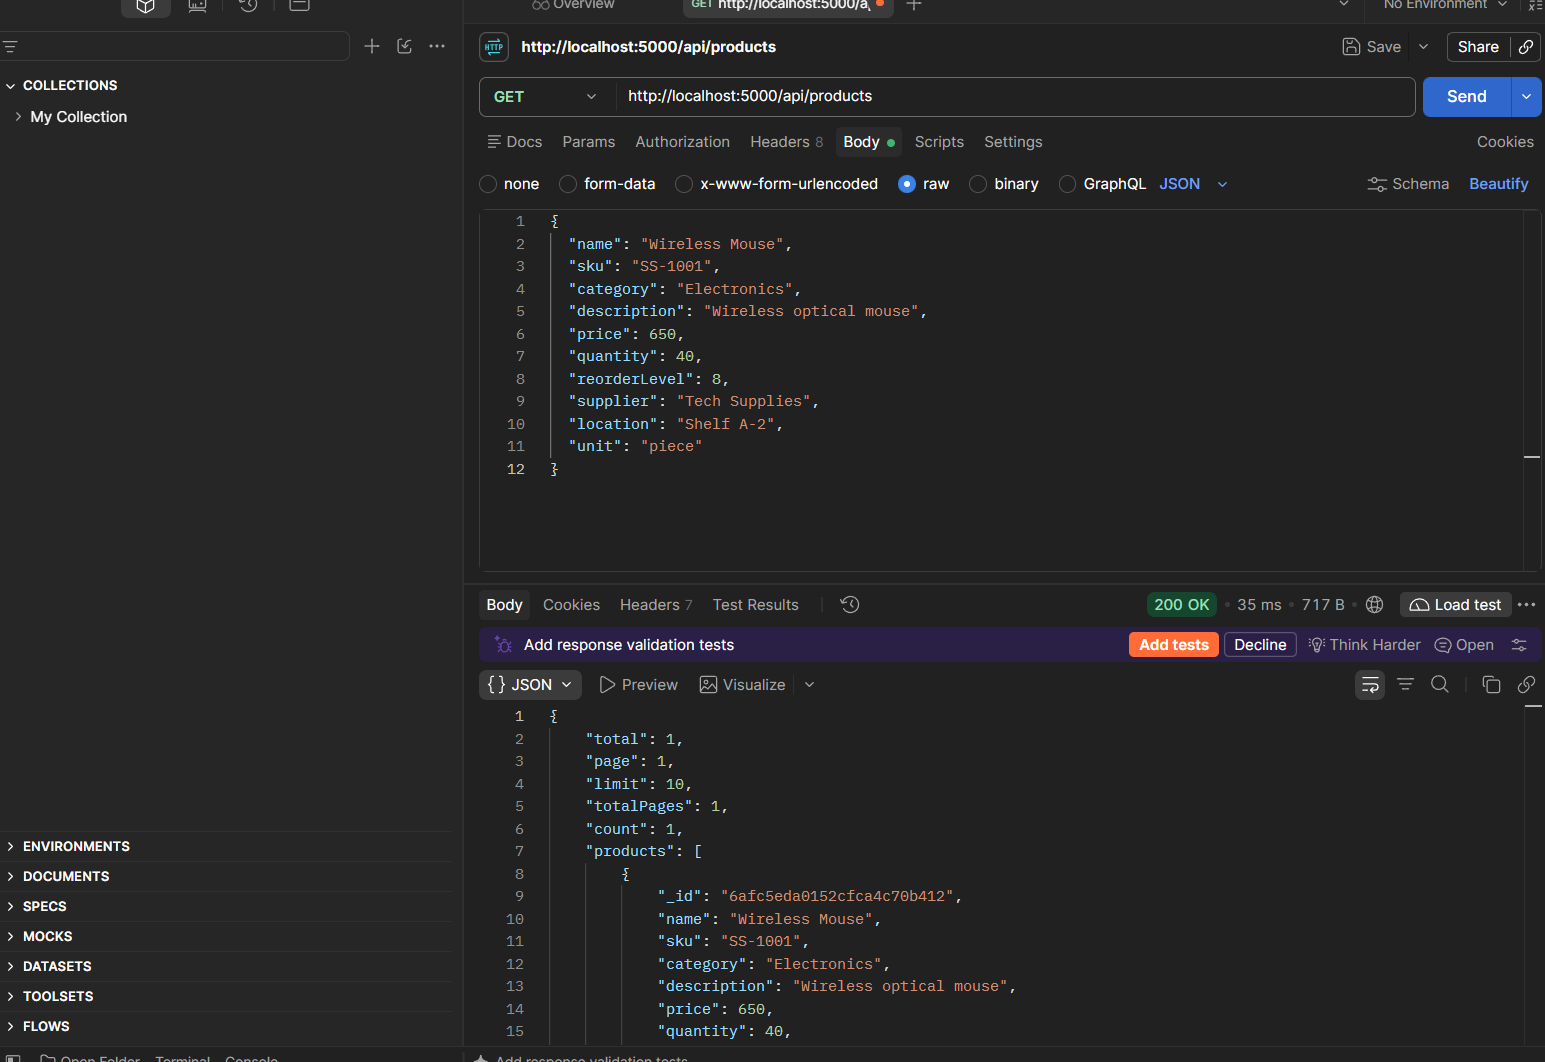 Overview
GET http://localhost:5000/a
No Environment
http://localhost:5000/api/products
Save
Share
COLLECTIONS
My Collection
GET
http://localhost:5000/api/products
Send
Docs
Params
Authorization
Headers 8
Body
Scripts
Settings
Cookies
none
form-data
x-www-form-urlencoded
raw
binary
GraphQL
JSON
Schema
Beautify
1 {
2 "name": "Wireless Mouse",
3 "sku": "SS-1001",
4 "category": "Electronics",
5 "description": "Wireless optical mouse",
6 "price": 650,
7 "quantity": 40,
8 "reorderLevel": 8,
9 "supplier": "Tech Supplies",
10 "location": "Shelf A-2",
11 "unit": "piece"
12 }
Body
Cookies
Headers 7
Test Results
200 OK
35 ms
717 B
Load test
Add response validation tests
Add tests
Decline
Think Harder
Open
{} JSON
Preview
Visualize
1 {
2 "total": 1,
3 "page": 1,
4 "limit": 10,
5 "totalPages": 1,
6 "count": 1,
7 "products": [
8 {
9 "_id": "6afc5eda0152cfca4c70b412",
10 "name": "Wireless Mouse",
11 "sku": "SS-1001",
12 "category": "Electronics",
13 "description": "Wireless optical mouse",
14 "price": 650,
15 "quantity": 40,
ENVIRONMENTS
DOCUMENTS
SPECS
MOCKS
DATASETS
TOOLSETS
FLOWS
Open Folder
Terminal
Console
Add response validation tests